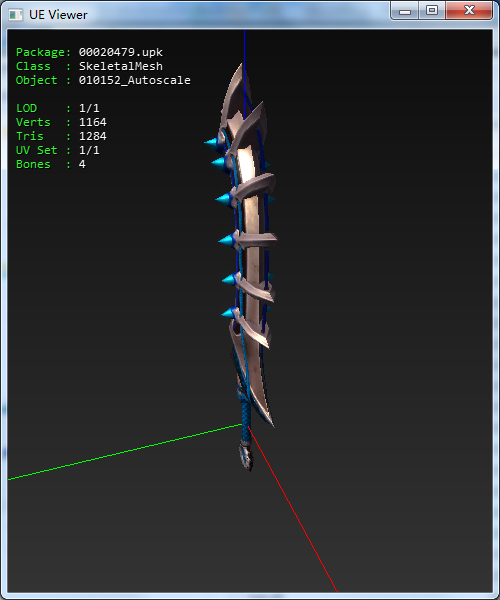 UE Viewer
Package: 00020479.upk
Class  : SkeletalMesh
Object : 010152_Autoscale
LOD    : 1/1
Verts  : 1164
Tris   : 1284
UV Set : 1/1
Bones  : 4